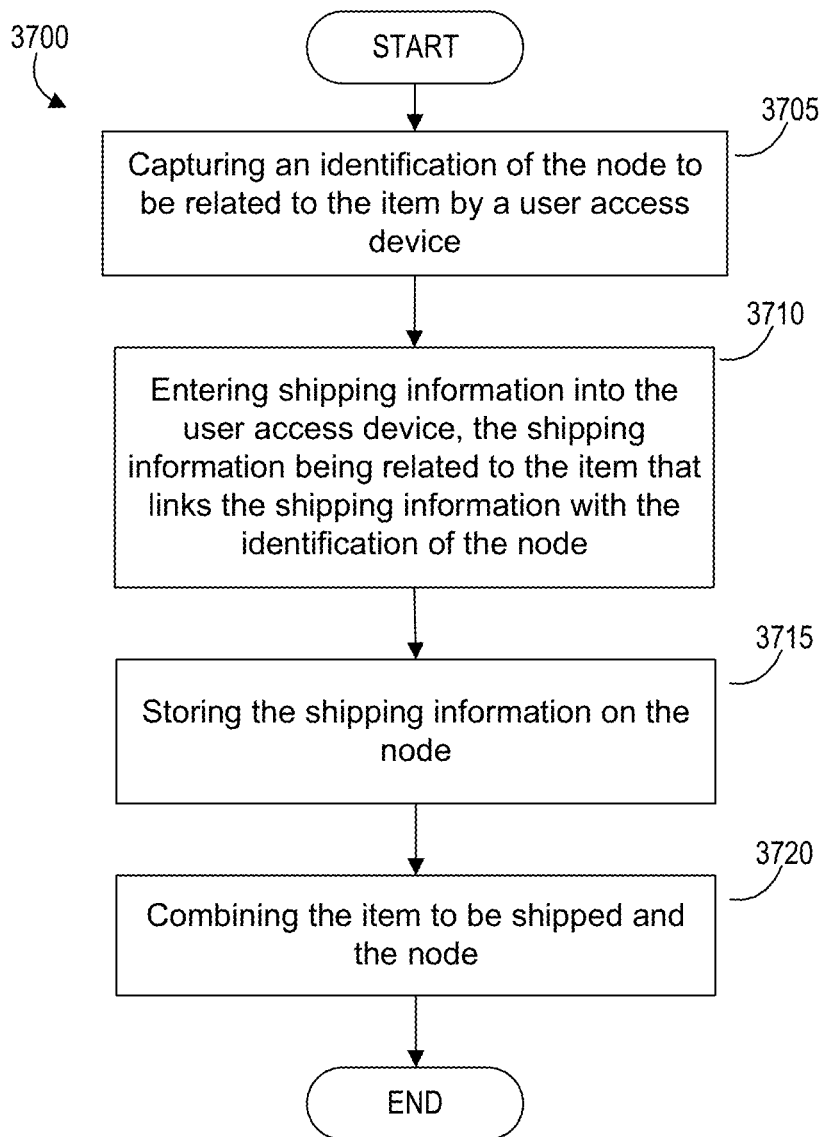 3700
START
3705
Capturing an identification of the node to
be related to the item by a user access
device
3710
Entering shipping information into the
user access device, the shipping
information being related to the item that
links the shipping information with the
identification of the node
3715
Storing the shipping information on the
node
3720
Combining the item to be shipped and
the node
END